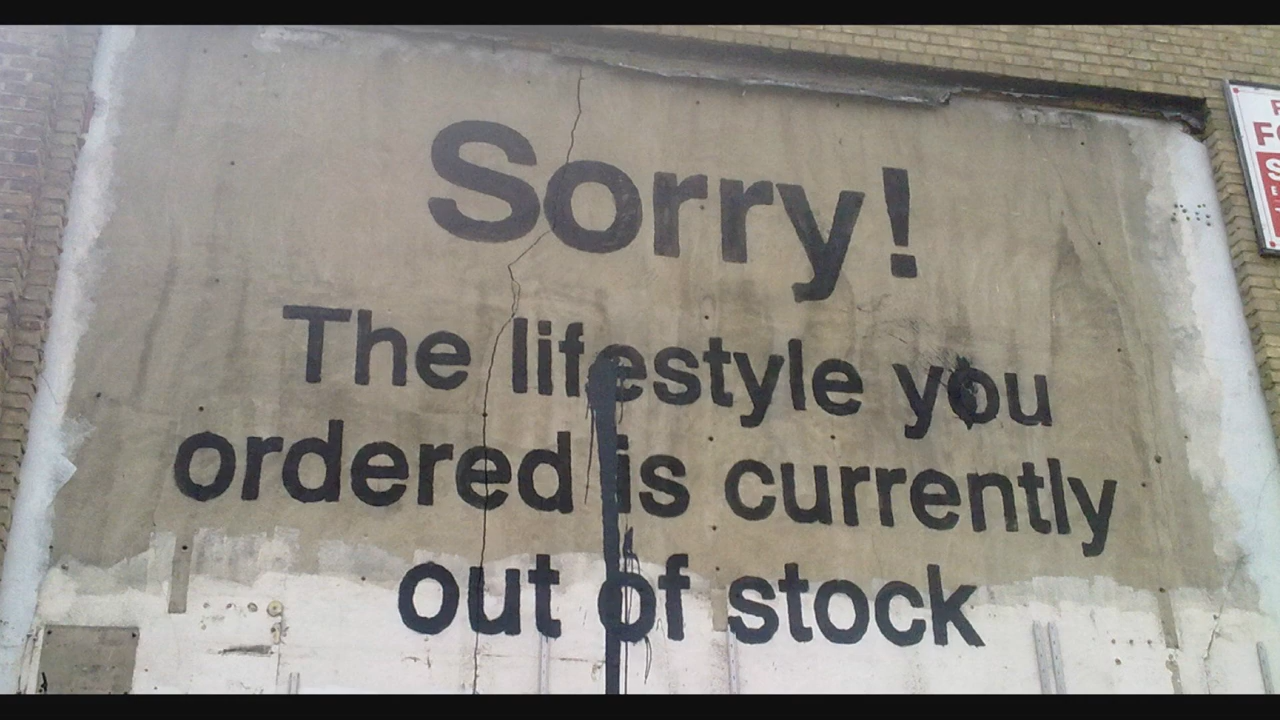 Sorry!
The lifestyle you
ordered is currently
out of stock